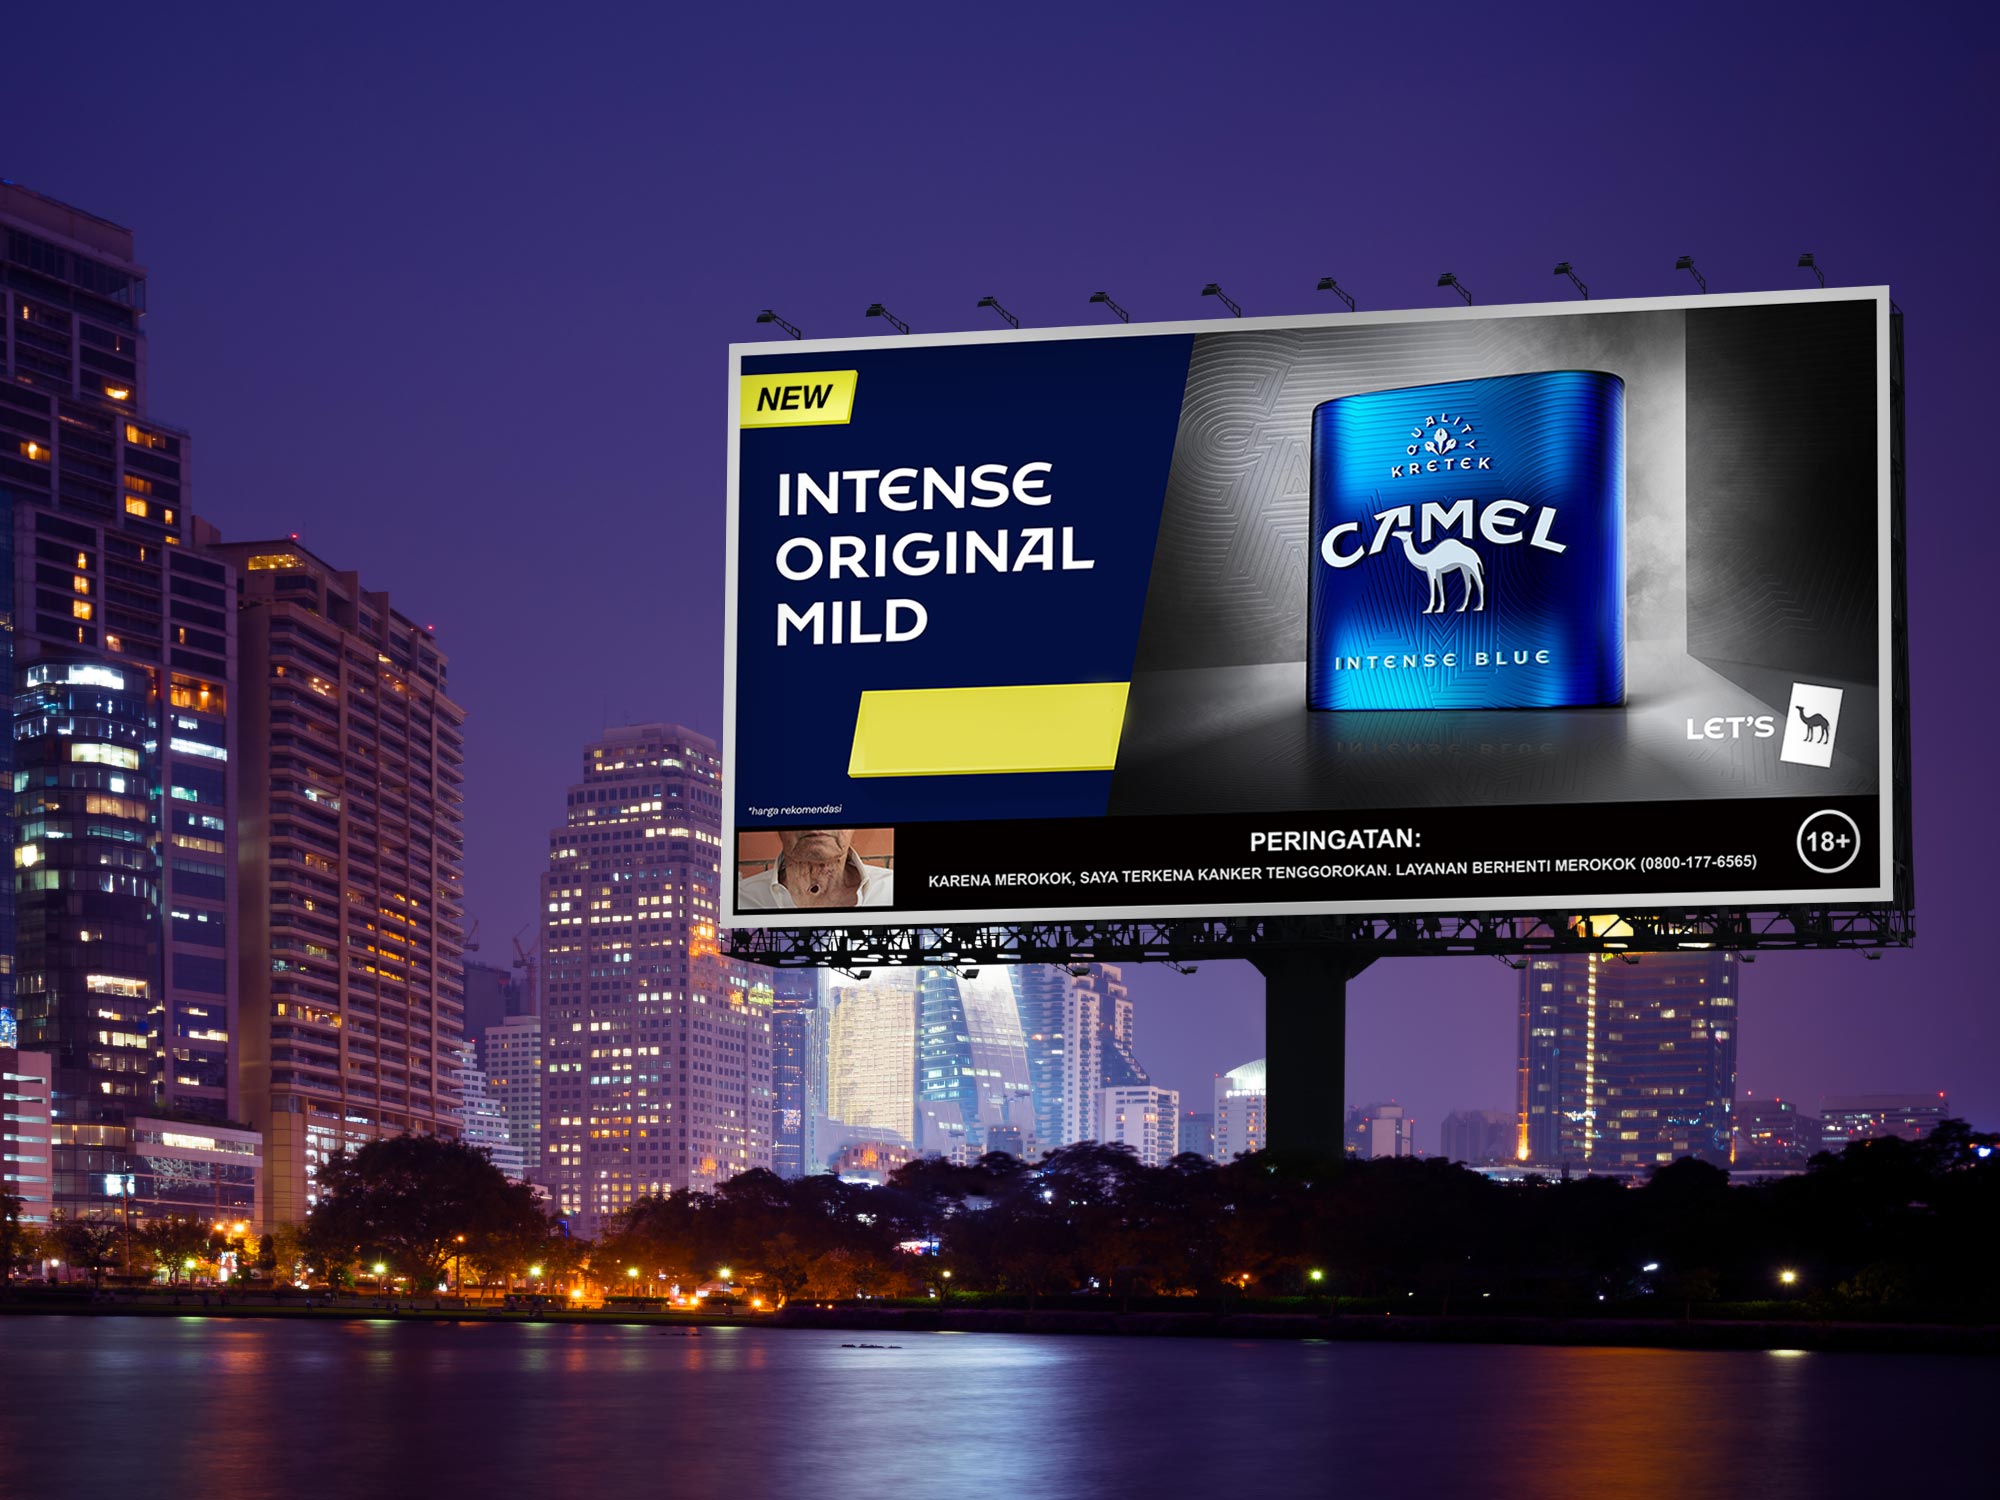 NEW
INTENSE
ORIGINAL
MILD
*harga rekomendasi
QUALITY
KRETEK
CAMEL
INTENSE BLUE
LET'S
PERINGATAN:
KARENA MEROKOK, SAYA TERKENA KANKER TENGGOROKAN. LAYANAN BERHENTI MEROKOK (0800-177-6565)
18+